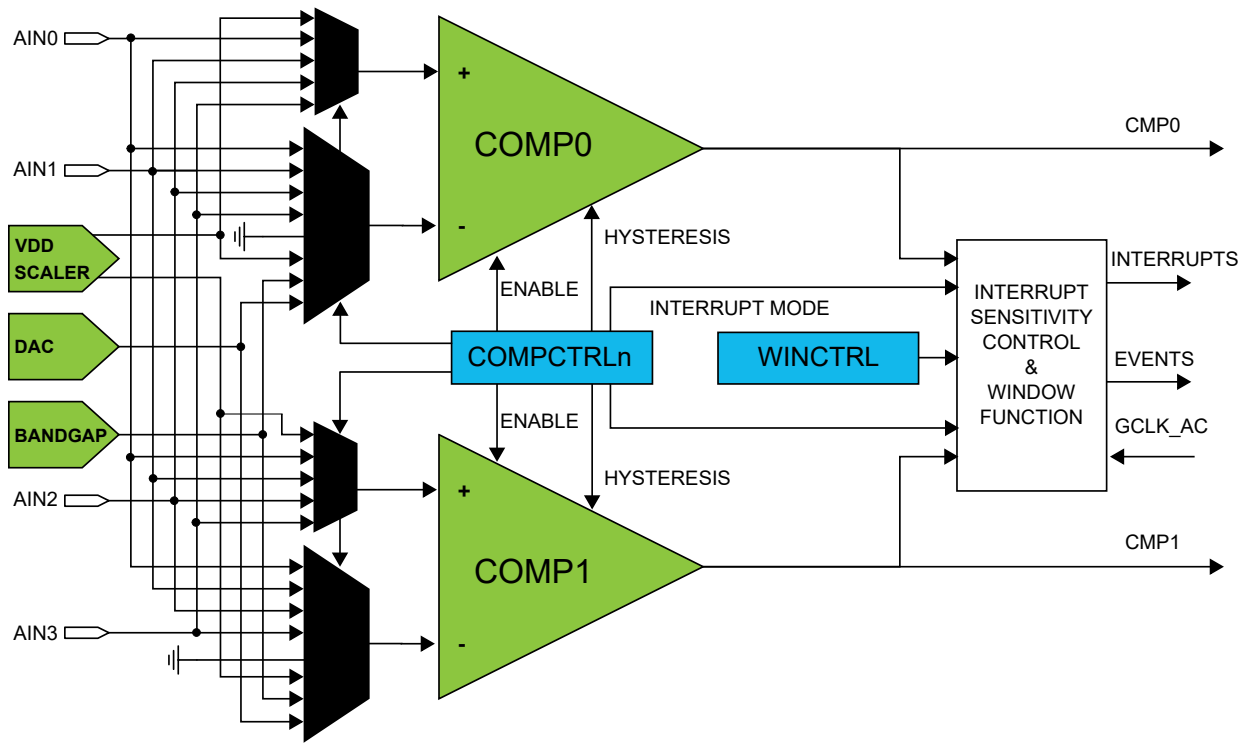 AIN0
+
COMP0
CMP0
AIN1
-
HYSTERESIS
VDD
SCALER
ENABLE
INTERRUPT MODE
INTERRUPTS
INTERRUPT
SENSITIVITY
CONTROL
&
WINDOW
FUNCTION
DAC
COMPCTRLn
WINCTRL
EVENTS
BANDGAP
ENABLE
GCLK_AC
HYSTERESIS
AIN2
+
COMP1
CMP1
AIN3
-